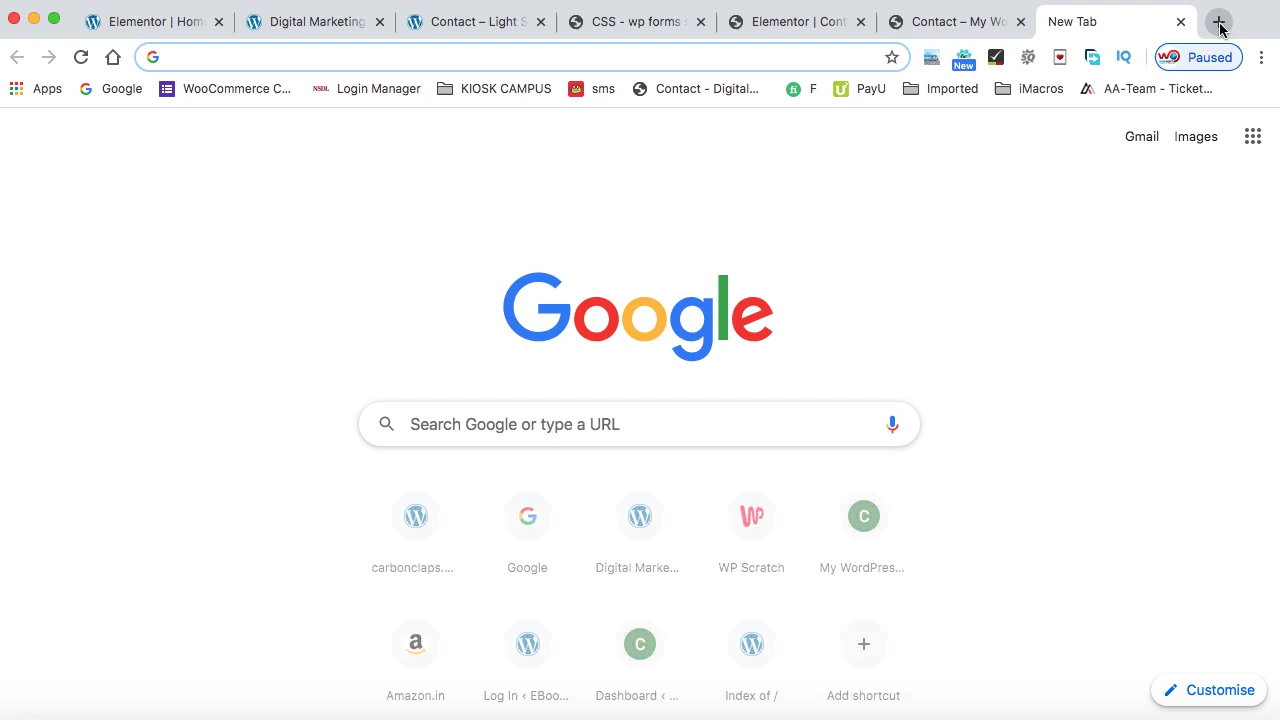 Elementor | Hom
Digital Marketing
Contact – Light S
CSS - wp forms s
Elementor | Cont
Contact – My Wo
New Tab
New
Paused
Apps
Google
WooCommerce C...
NSDL
Login Manager
KIOSK CAMPUS
sms
Contact - Digital...
fi
F
PayU
Imported
iMacros
AA-Team - Ticket...
Gmail
Images
Google
Search Google or type a URL
carbonclaps....
Google
Digital Marke...
WP Scratch
My WordPres...
Amazon.in
Log In ‹ EBoo...
Dashboard ‹ ...
Index of /
Add shortcut
Customise